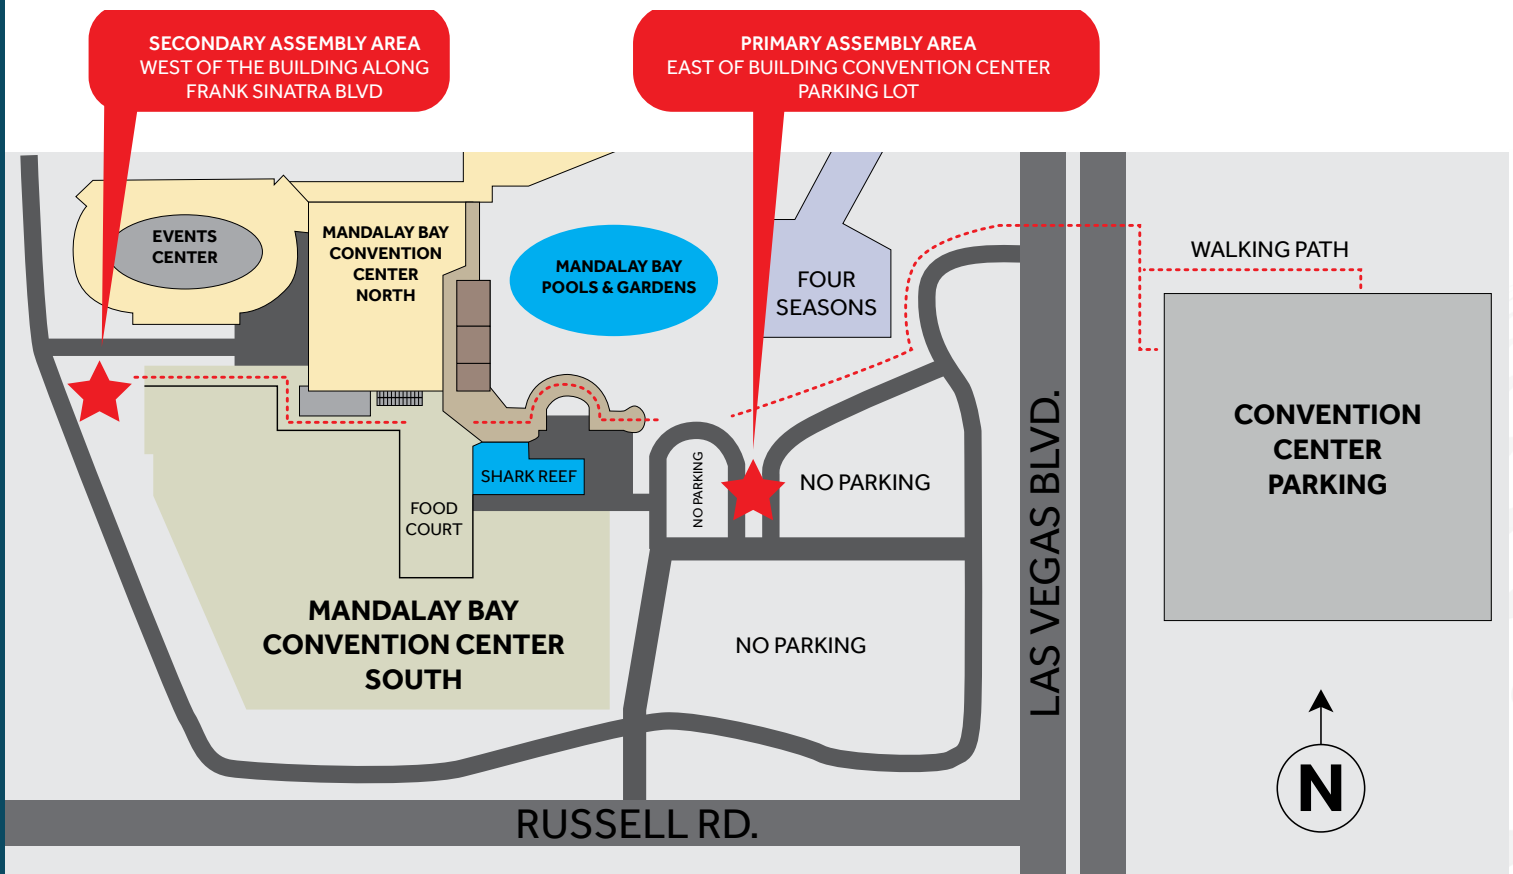 SECONDARY ASSEMBLY AREA
WEST OF THE BUILDING ALONG
FRANK SINATRA BLVD
PRIMARY ASSEMBLY AREA
EAST OF BUILDING CONVENTION CENTER
PARKING LOT
EVENTS
CENTER
MANDALAY BAY
CONVENTION
CENTER
NORTH
MANDALAY BAY
POOLS & GARDENS
FOUR
SEASONS
WALKING PATH
CONVENTION
CENTER
PARKING
SHARK REEF
NO PARKING
NO PARKING
FOOD
COURT
MANDALAY BAY
CONVENTION CENTER
SOUTH
NO PARKING
LAS VEGAS BLVD.
N
RUSSELL RD.